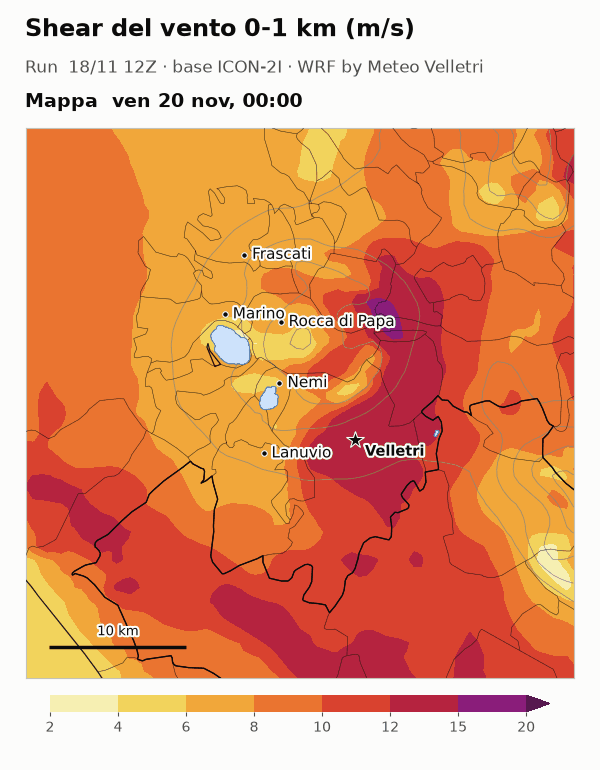 Shear del vento 0-1 km (m/s)
Run  18/11 12Z · base ICON-2I · WRF by Meteo Velletri
Mappa  ven 20 nov, 00:00
Frascati
Marino
Rocca di Papa
Nemi
Velletri
Lanuvio
10 km
2 4 6 8 10 12 15 20